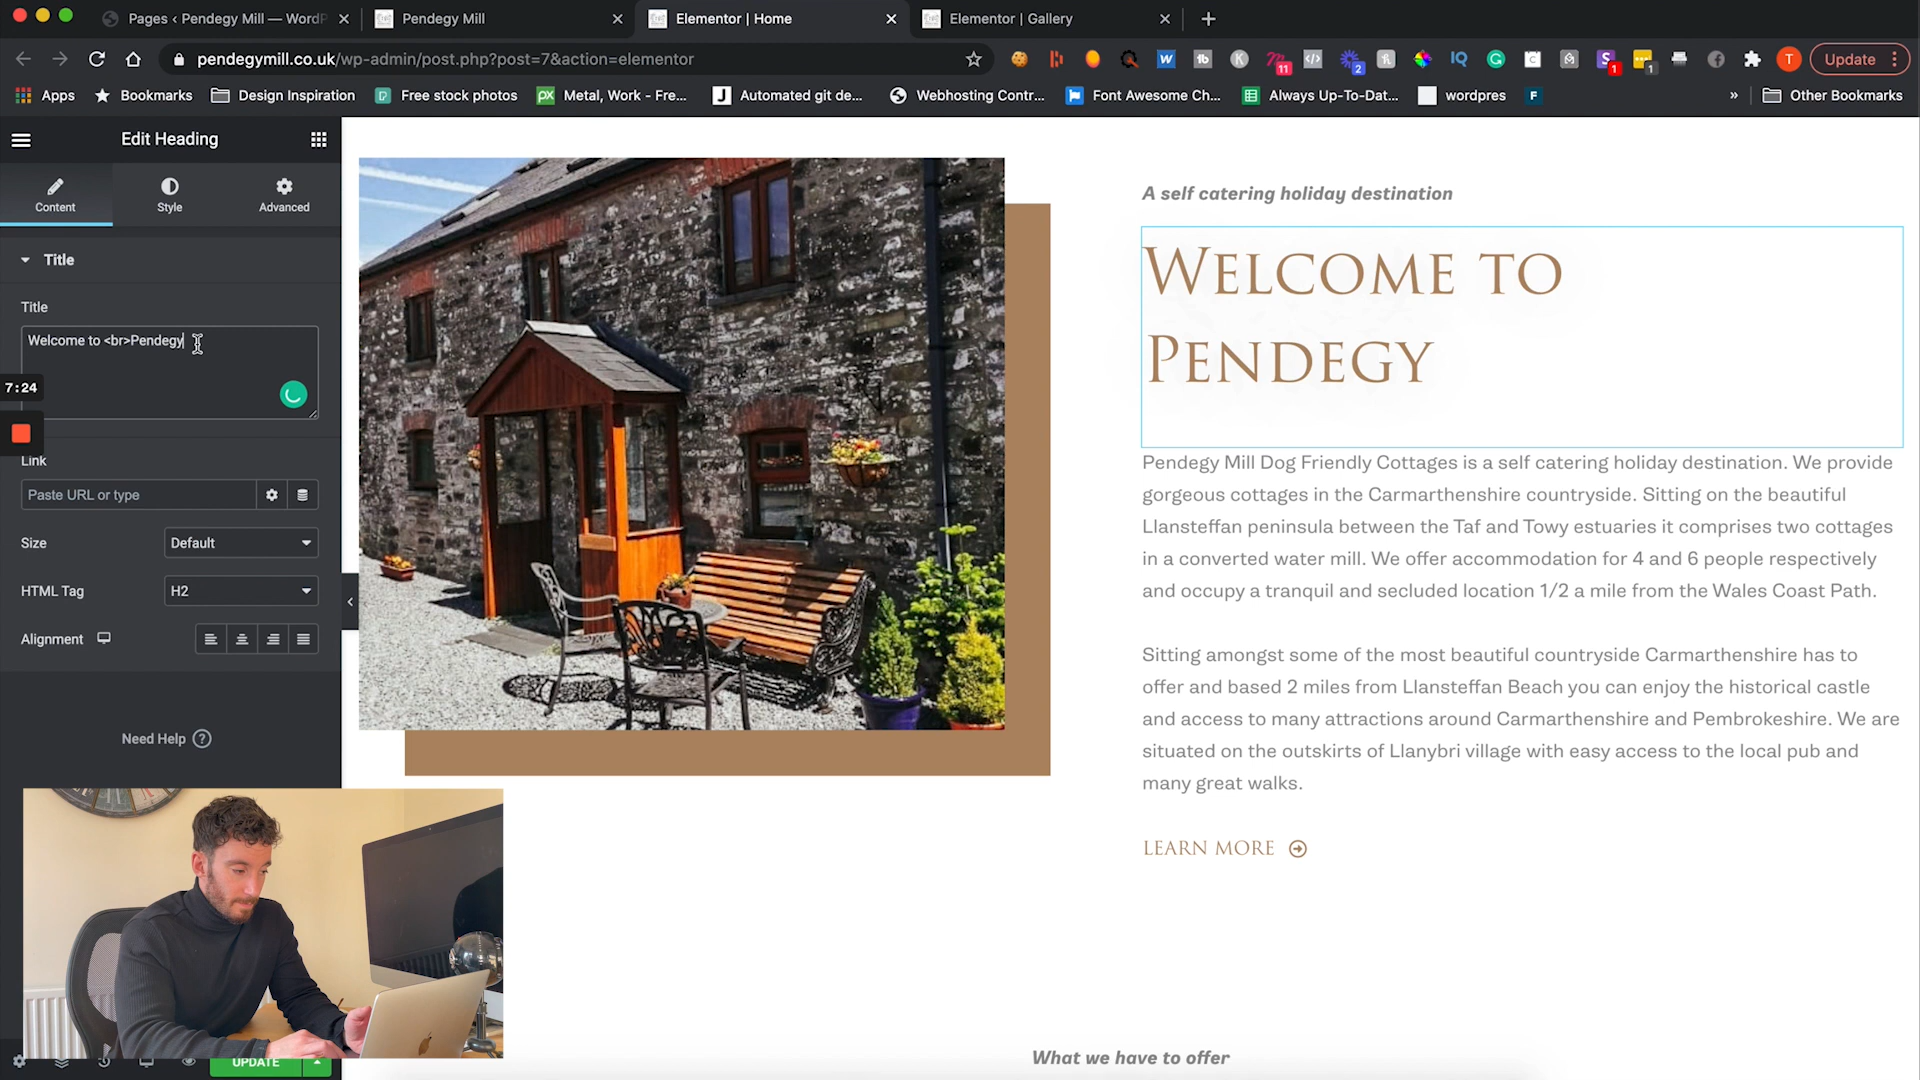 Pages ‹ Pendegy Mill — WordP
Pendegy Mill
Elementor | Home
Elementor | Gallery
pendegymill.co.uk/wp-admin/post.php?post=7&action=elementor
Update
Apps
Bookmarks
Design Inspiration
Free stock photos
Metal, Work - Fre...
Automated git de...
Webhosting Contr...
Font Awesome Ch...
Always Up-To-Dat...
wordpres
»
Other Bookmarks
Edit Heading
Content
Style
Advanced
Title
Title
Welcome to <br>Pendegy
7:24
Link
Paste URL or type
Size
Default
HTML Tag
H2
Alignment
Need Help
UPDATE
A self catering holiday destination
WELCOME TO
PENDEGY
Pendegy Mill Dog Friendly Cottages is a self catering holiday destination. We provide
gorgeous cottages in the Carmarthenshire countryside. Sitting on the beautiful
Llansteffan peninsula between the Taf and Towy estuaries it comprises two cottages
in a converted water mill. We offer accommodation for 4 and 6 people respectively
and occupy a tranquil and secluded location 1/2 a mile from the Wales Coast Path.
Sitting amongst some of the most beautiful countryside Carmarthenshire has to
offer and based 2 miles from Llansteffan Beach you can enjoy the historical castle
and access to many attractions around Carmarthenshire and Pembrokeshire. We are
situated on the outskirts of Llanybri village with easy access to the local pub and
many great walks.
LEARN MORE
What we have to offer